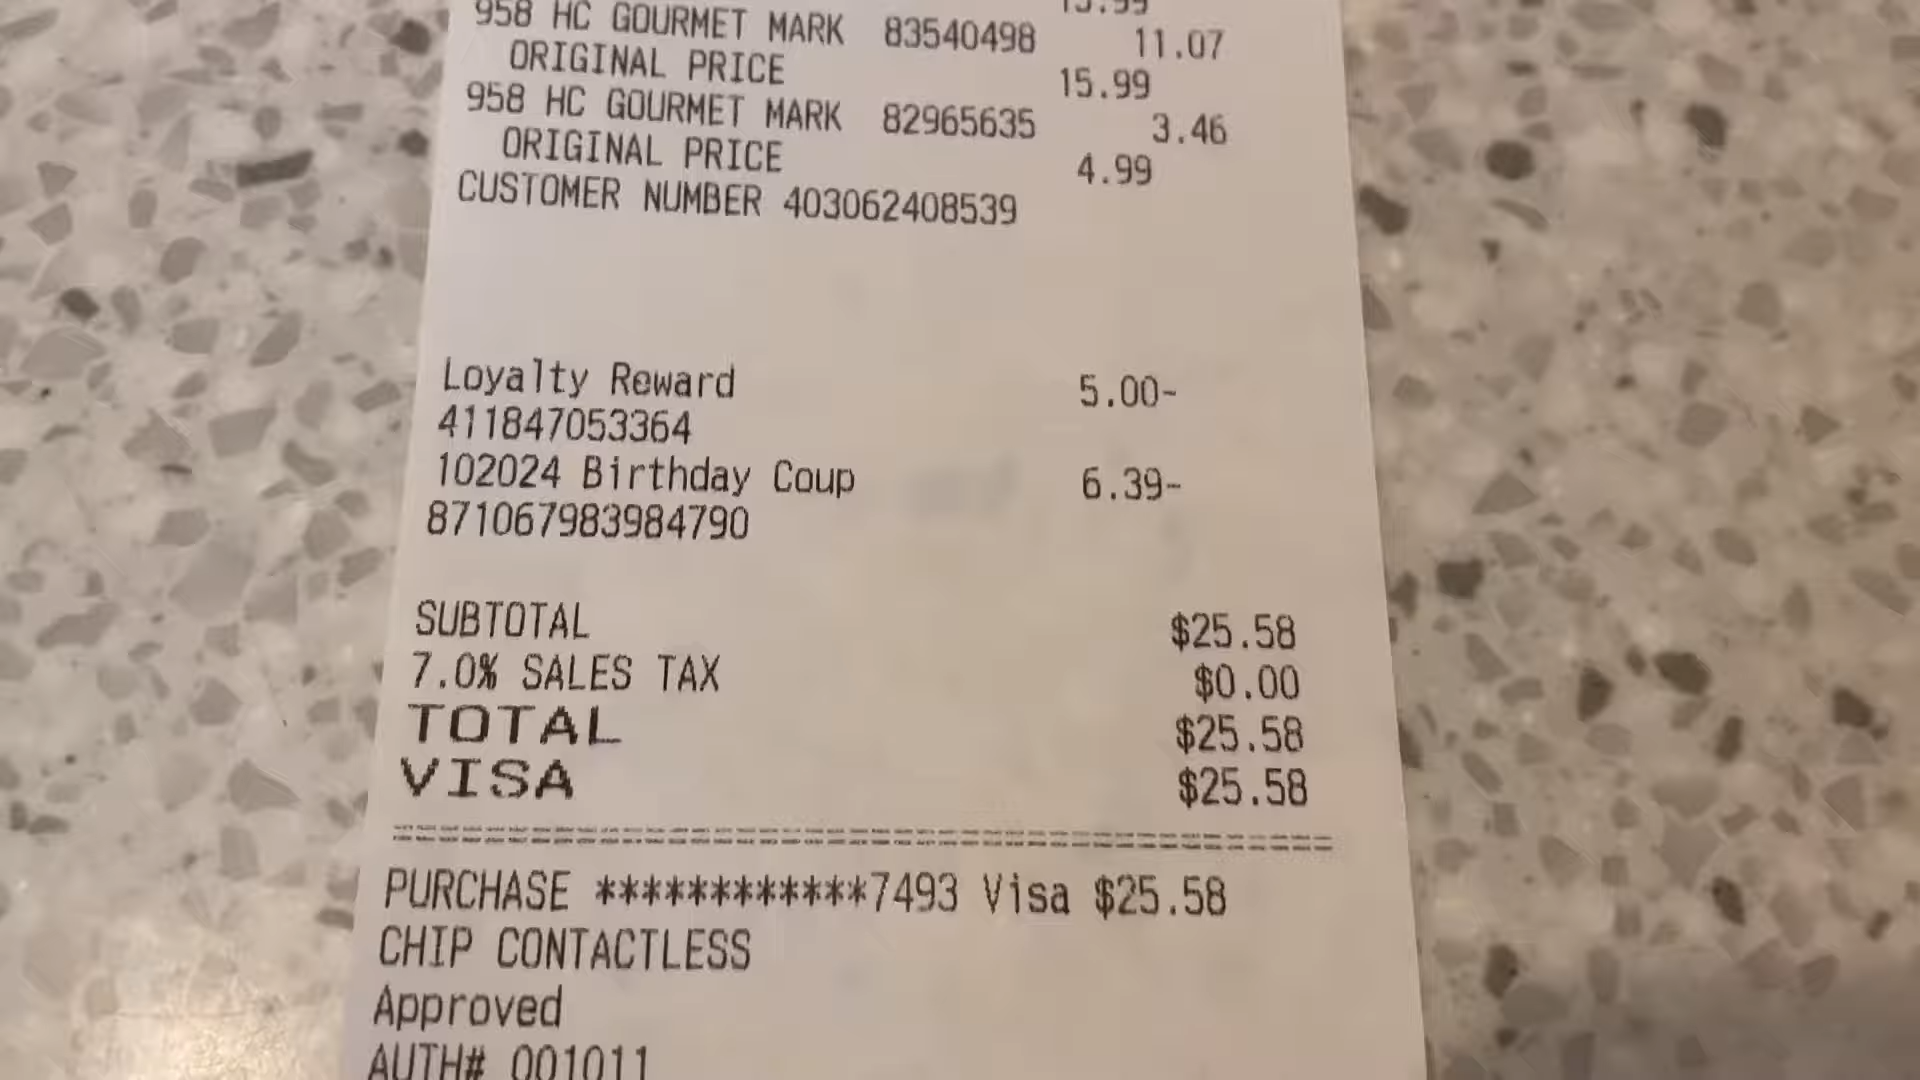 15.99
958 HC GOURMET MARK 83540498 11.07
ORIGINAL PRICE 15.99
958 HC GOURMET MARK 82965635 3.46
ORIGINAL PRICE 4.99
CUSTOMER NUMBER 403062408539
Loyalty Reward 5.00-
411847053364
102024 Birthday Coup 6.39-
871067983984790
SUBTOTAL $25.58
7.0% SALES TAX $0.00
TOTAL $25.58
VISA $25.58
PURCHASE ************7493 Visa $25.58
CHIP CONTACTLESS
Approved
AUTH# 001011